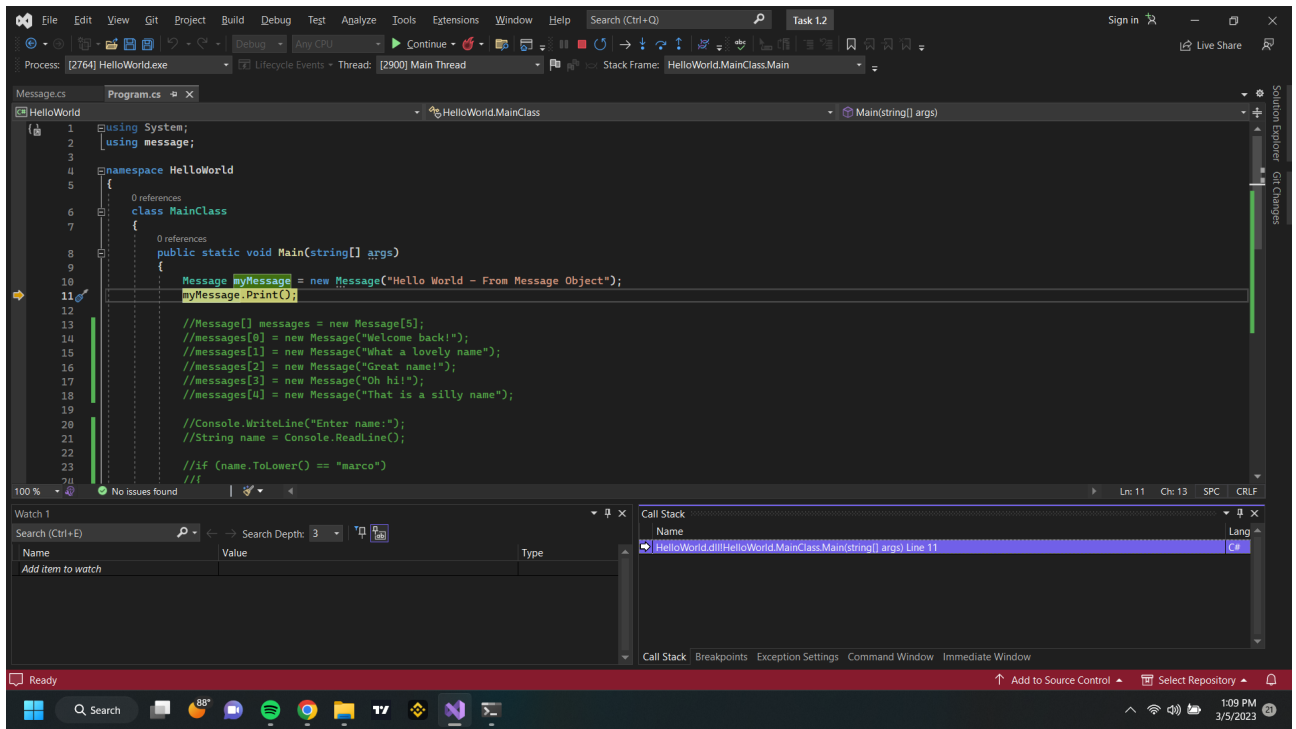 File Edit View Git Project Build Debug Test Analyze Tools Extensions Window Help Search (Ctrl+Q) Task 1.2 Sign in
Debug Any CPU Continue Live Share
Process: [2764] HelloWorld.exe Lifecycle Events Thread: [2900] Main Thread Stack Frame: HelloWorld.MainClass.Main
Message.cs Program.cs
HelloWorld HelloWorld.MainClass Main(string[] args)
1 using System;
2 using message;
3
4 namespace HelloWorld
5 {
0 references
6 class MainClass
7 {
0 references
8 public static void Main(string[] args)
9 {
10 Message myMessage = new Message("Hello World - From Message Object");
11 myMessage.Print();
12
13 //Message[] messages = new Message[5];
14 //messages[0] = new Message("Welcome back!");
15 //messages[1] = new Message("What a lovely name");
16 //messages[2] = new Message("Great name!");
17 //messages[3] = new Message("Oh hi!");
18 //messages[4] = new Message("That is a silly name");
19
20 //Console.WriteLine("Enter name:");
21 //String name = Console.ReadLine();
22
23 //if (name.ToLower() == "marco")
24 //{
Solution Explorer
Git Changes
100 % No issues found Ln: 11 Ch: 13 SPC CRLF
Watch 1
Search (Ctrl+E) Search Depth: 3
Name Value Type
Add item to watch
Call Stack
Name Lang
HelloWorld.dll!HelloWorld.MainClass.Main(string[] args) Line 11 C#
Call Stack Breakpoints Exception Settings Command Window Immediate Window
Ready Add to Source Control Select Repository
88°
Search
1:09 PM
3/5/2023
21